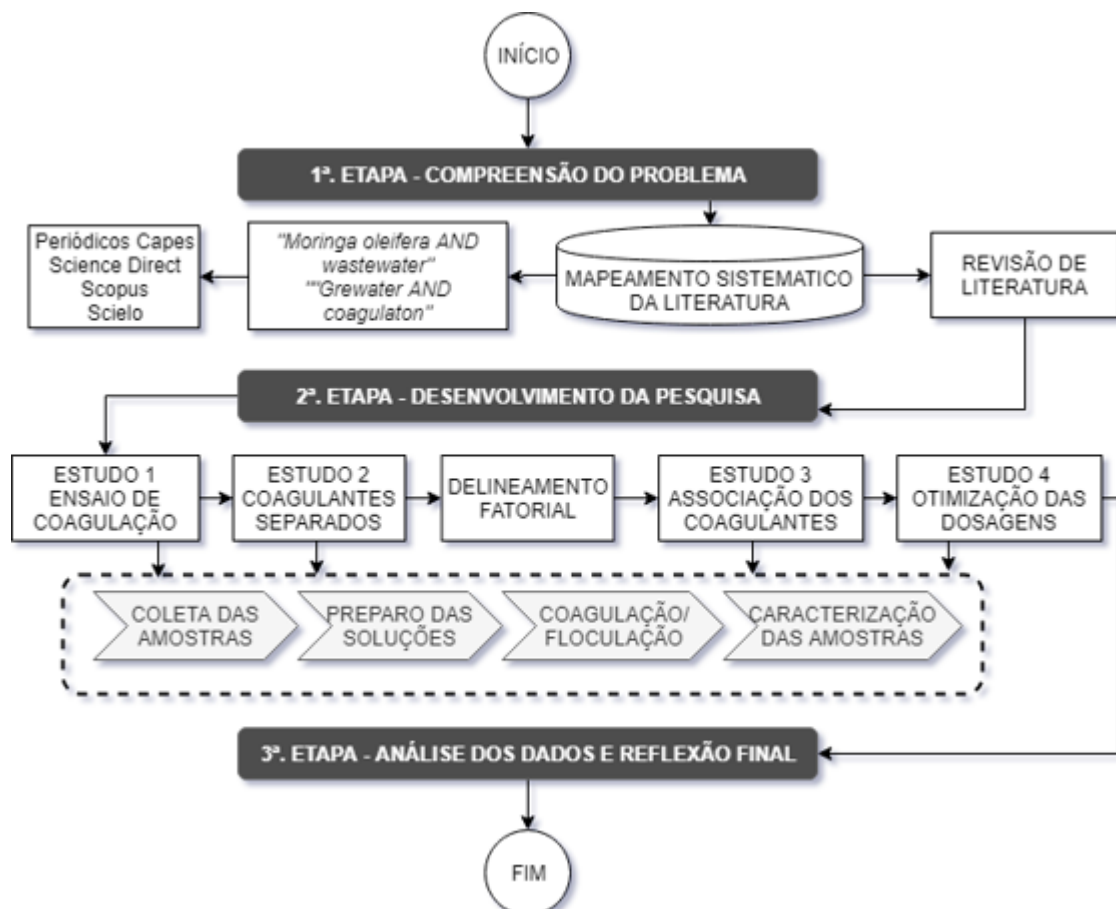 INÍCIO
1ª. ETAPA - COMPREENSÃO DO PROBLEMA
Periódicos Capes
Science Direct
Scopus
Scielo
"Moringa oleifera AND
wastewater"
""Grewater AND
coagulaton"
MAPEAMENTO SISTEMATICO
DA LITERATURA
REVISÃO DE
LITERATURA
2ª. ETAPA - DESENVOLVIMENTO DA PESQUISA
ESTUDO 1
ENSAIO DE
COAGULAÇÃO
ESTUDO 2
COAGULANTES
SEPARADOS
DELINEAMENTO
FATORIAL
ESTUDO 3
ASSOCIAÇÃO DOS
COAGULANTES
ESTUDO 4
OTIMIZAÇÃO DAS
DOSAGENS
COLETA DAS
AMOSTRAS
PREPARO DAS
SOLUÇÕES
COAGULAÇÃO/
FLOCULAÇÃO
CARACTERIZAÇÃO
DAS AMOSTRAS
3ª. ETAPA - ANÁLISE DOS DADOS E REFLEXÃO FINAL
FIM